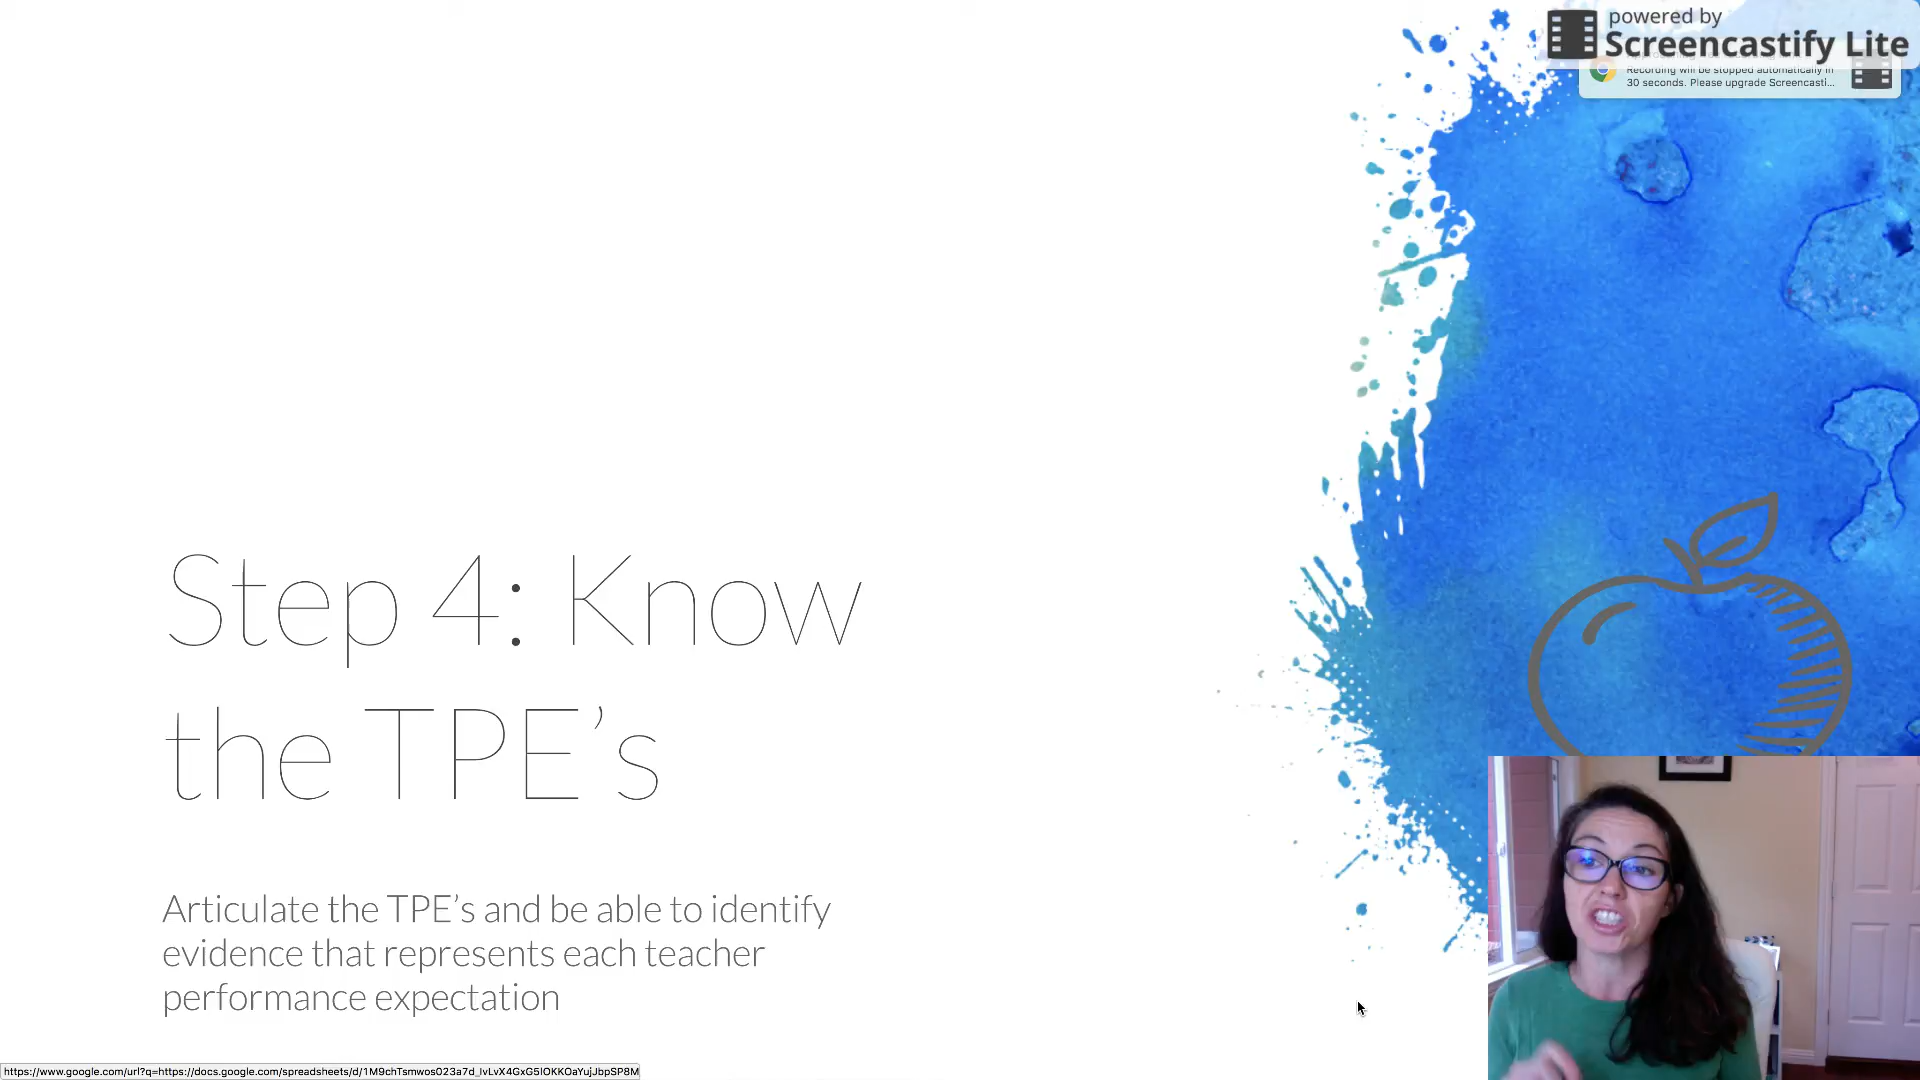 powered by
Screencastify Lite
Recording will be stopped automatically in
30 seconds. Please upgrade Screencasti...
Step 4: Know
the TPE’s
Articulate the TPE’s and be able to identify
evidence that represents each teacher
performance expectation